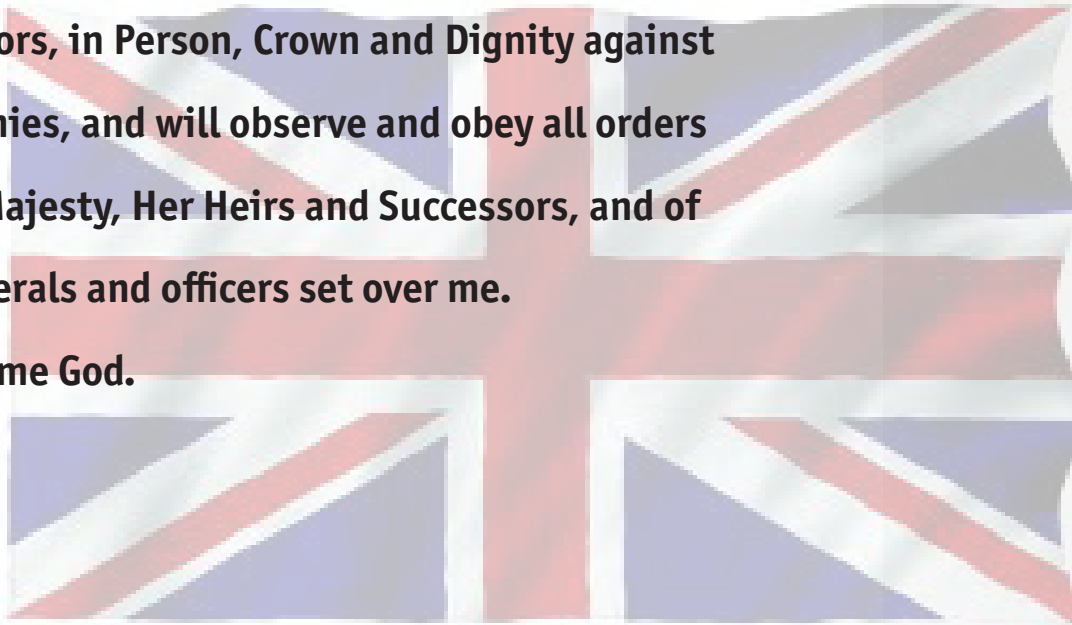 ors, in Person, Crown and Dignity against
nies, and will observe and obey all orders
Majesty, Her Heirs and Successors, and of
erals and officers set over me.
me God.